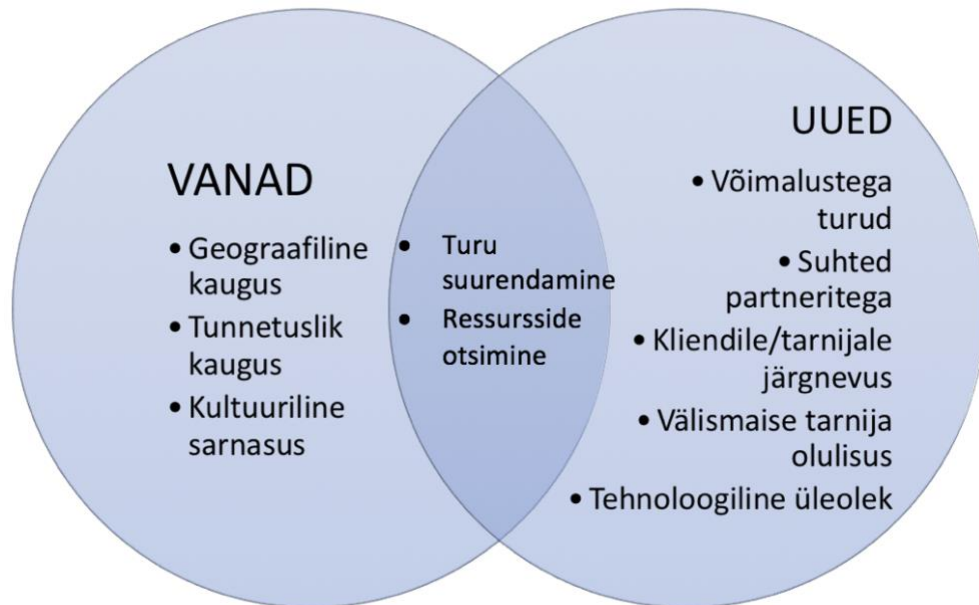 VANAD
• Geograafiline
kaugus
• Tunnetuslik
kaugus
• Kultuuriline
sarnasus
• Turu
suurendamine
• Ressursside
otsimine
UUED
• Võimalustega
turud
• Suhted
partneritega
• Kliendile/tarnijale
järgnevus
• Välismaise tarnija
olulisus
• Tehnoloogiline üleolek